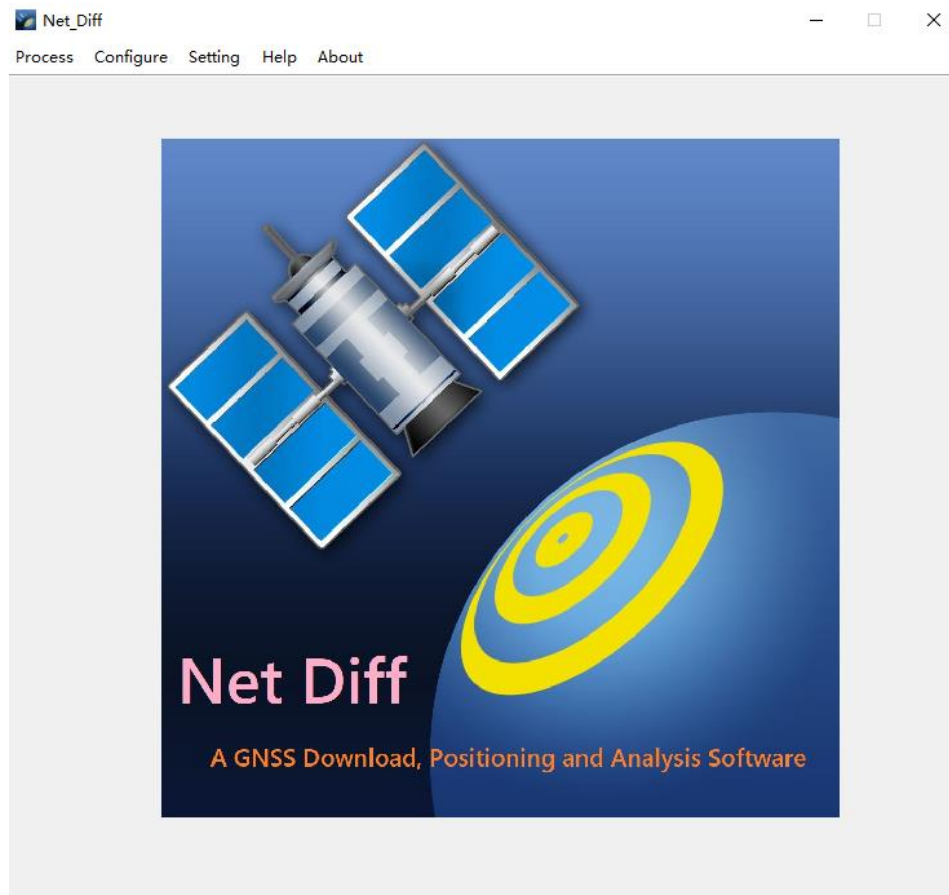 Net_Diff
Process Configure Setting Help About
Net Diff
A GNSS Download, Positioning and Analysis Software